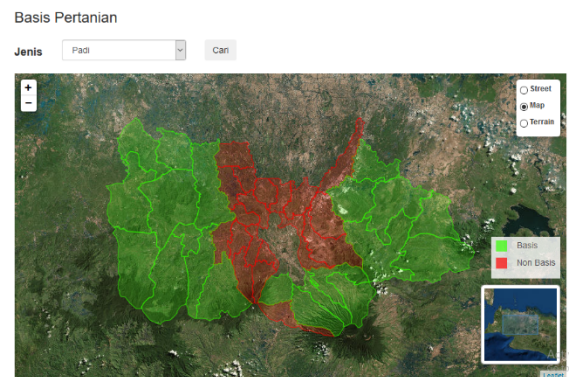 Basis Pertanian
Jenis
Padi
Cari
+
−
Street
Map
Terrain
Basis
Non Basis
Leaflet